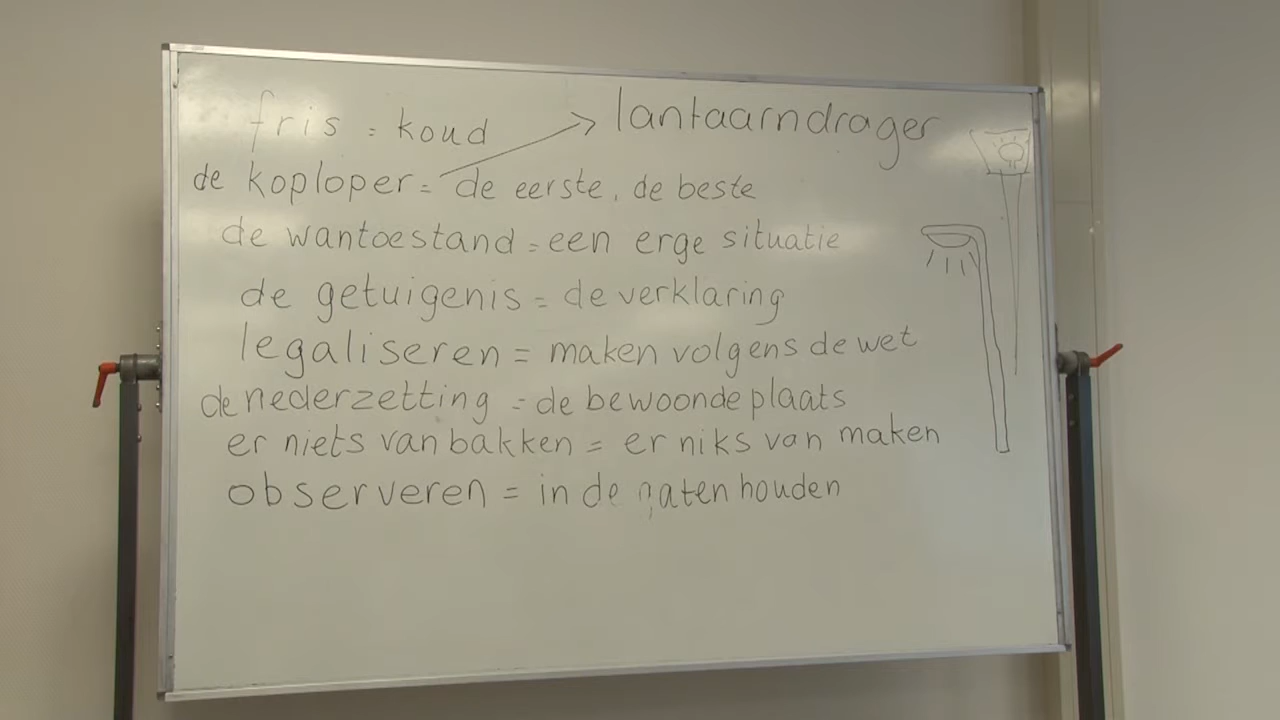 fris = koud → lantaarndrager
de koploper = de eerste, de beste
de wantoestand = een erge situatie
de getuigenis = de verklaring
legaliseren = maken volgens de wet
de nederzetting = de bewoonde plaats
er niets van bakken = er niks van maken
observeren = in de gaten houden